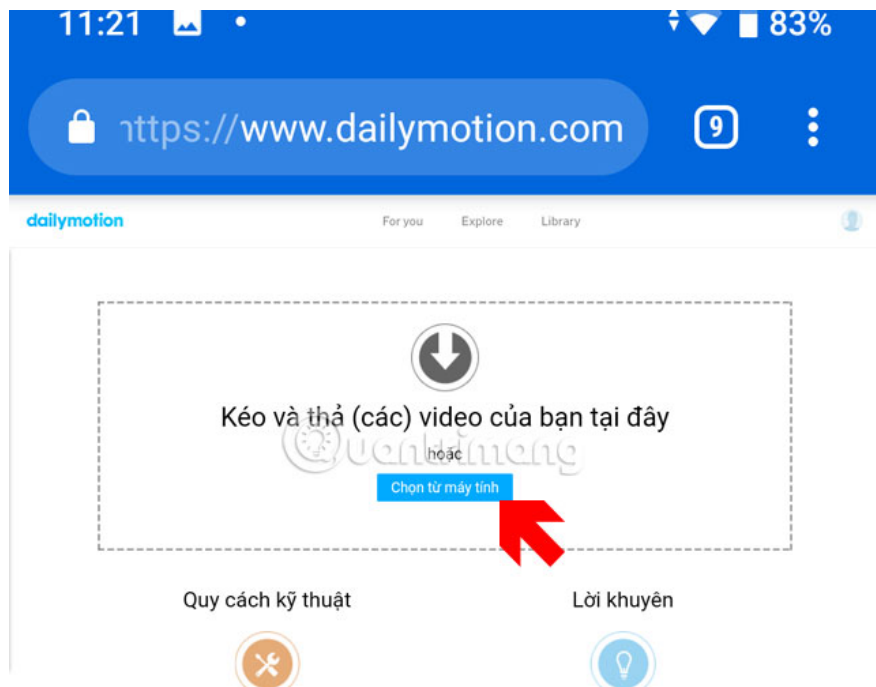 11:21
83%
https://www.dailymotion.com
9
dailymotion
For you
Explore
Library
Kéo và thả (các) video của bạn tại đây
Quantrimang
hoặc
Chọn từ máy tính
Quy cách kỹ thuật
Lời khuyên